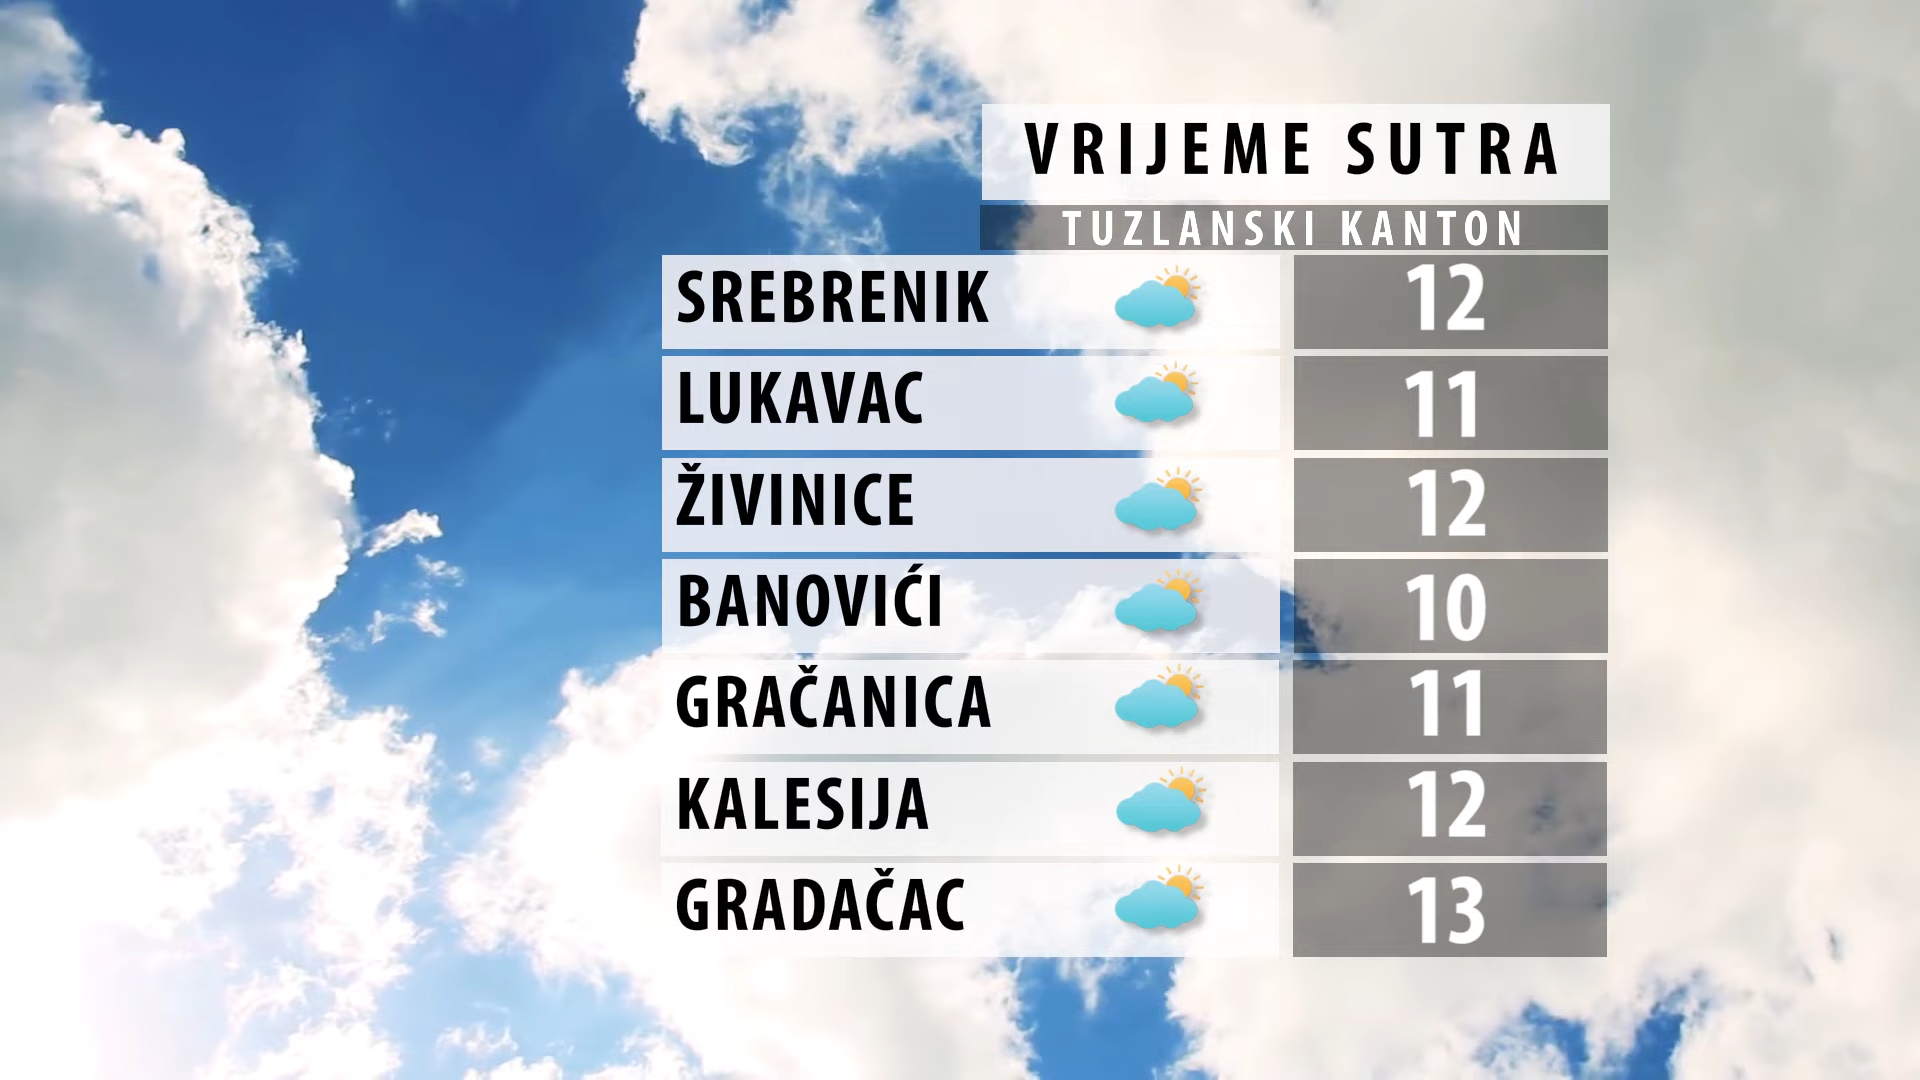 VRIJEME SUTRA
TUZLANSKI KANTON
SREBRENIK 12
LUKAVAC 11
ŽIVINICE 12
BANOVIĆI 10
GRAČANICA 11
KALESIJA 12
GRADAČAC 13